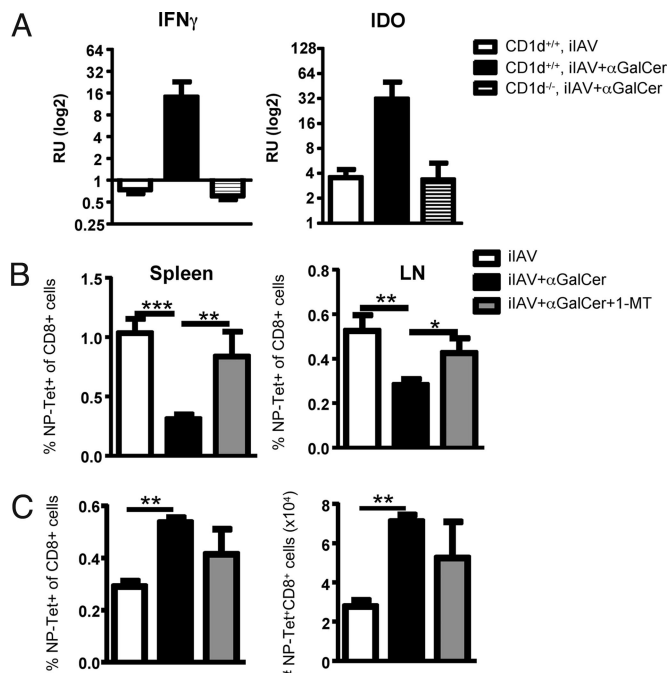 A
IFNγ
IDO
RU (log2)
64
32
16
8
4
2
1
0.5
0.25
RU (log2)
128
64
32
16
8
4
2
1
CD1d+/+, iIAV
CD1d+/+, iIAV+αGalCer
CD1d-/-, iIAV+αGalCer
B
Spleen
LN
% NP-Tet+ of CD8+ cells
1.5
1.0
0.5
0.0
***
**
% NP-Tet+ of CD8+ cells
0.8
0.6
0.4
0.2
0.0
**
*
iIAV
iIAV+αGalCer
iIAV+αGalCer+1-MT
C
% NP-Tet+ of CD8+ cells
0.6
0.4
0.2
0.0
**
# NP-Tet+CD8+ cells (x10⁴)
8
6
4
2
0
**